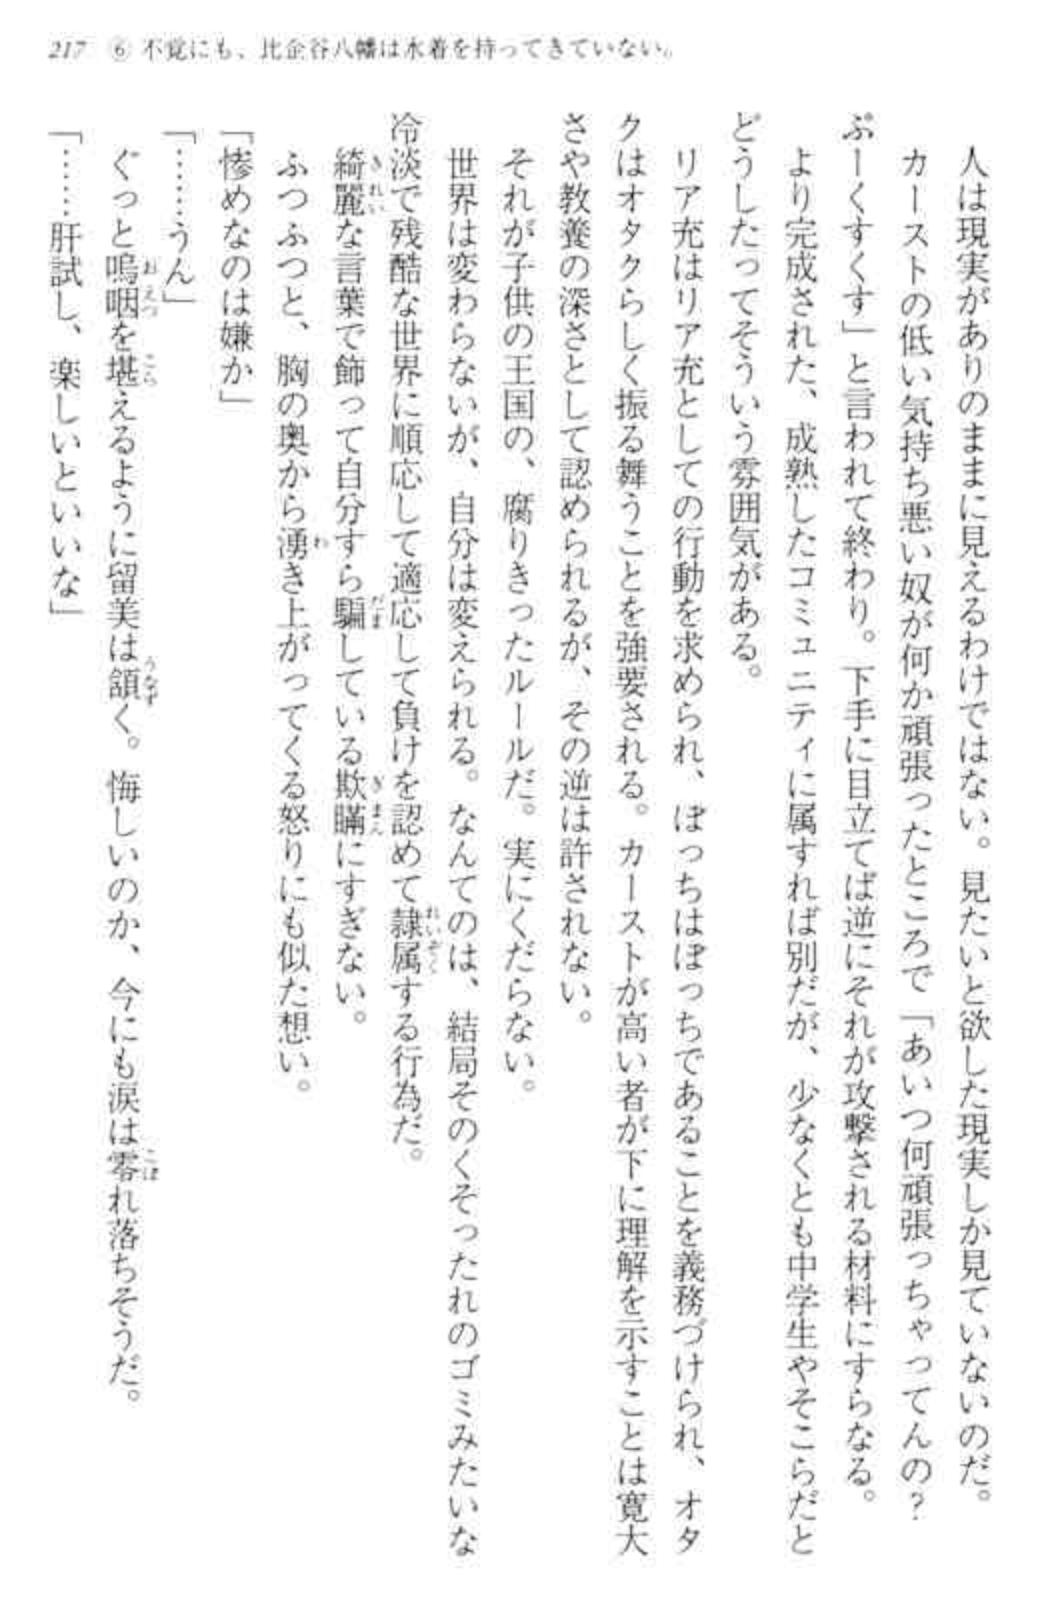 217 ⑥ 不覚にも、比企谷八幡は水着を持ってきていない。
人は現実がありのままに見えるわけではない。見たいと欲した現実しか見ていないのだ。
カーストの低い気持ち悪い奴が何か頑張ったところで「あいつ何頑張っちゃってんの？
ぷーくすくす」と言われて終わり。下手に目立てば逆にそれが攻撃される材料にすらなる。
より完成された、成熟したコミュニティに属すれば別だが、少なくとも中学生やそこらだと
どうしたってそういう雰囲気がある。
リア充はリア充としての行動を求められ、ぼっちはぼっちであることを義務づけられ、オタ
クはオタクらしく振る舞うことを強要される。カーストが高い者が下に理解を示すことは寛大
さや教養の深さとして認められるが、その逆は許されない。
それが子供の王国の、腐りきったルールだ。実にくだらない。
世界は変わらないが、自分は変えられる。なんてのは、結局そのくそったれのゴミみたいな
冷淡で残酷な世界に順応して適応して負けを認めて隷属する行為だ。
綺麗な言葉で飾って自分すら騙している欺瞞にすぎない。
ふつふつと、胸の奥から湧き上がってくる怒りにも似た想い。
「惨めなのは嫌か」
「……うん」
ぐっと嗚咽を堪えるように留美は頷く。悔しいのか、今にも涙は零れ落ちそうだ。
「……肝試し、楽しいといいな」